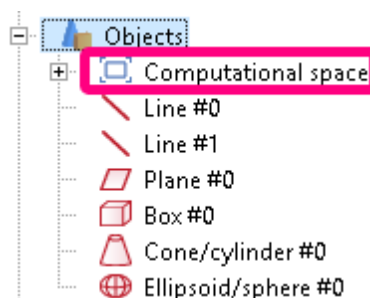 Objects
Computational space
Line #0
Line #1
Plane #0
Box #0
Cone/cylinder #0
Ellipsoid/sphere #0